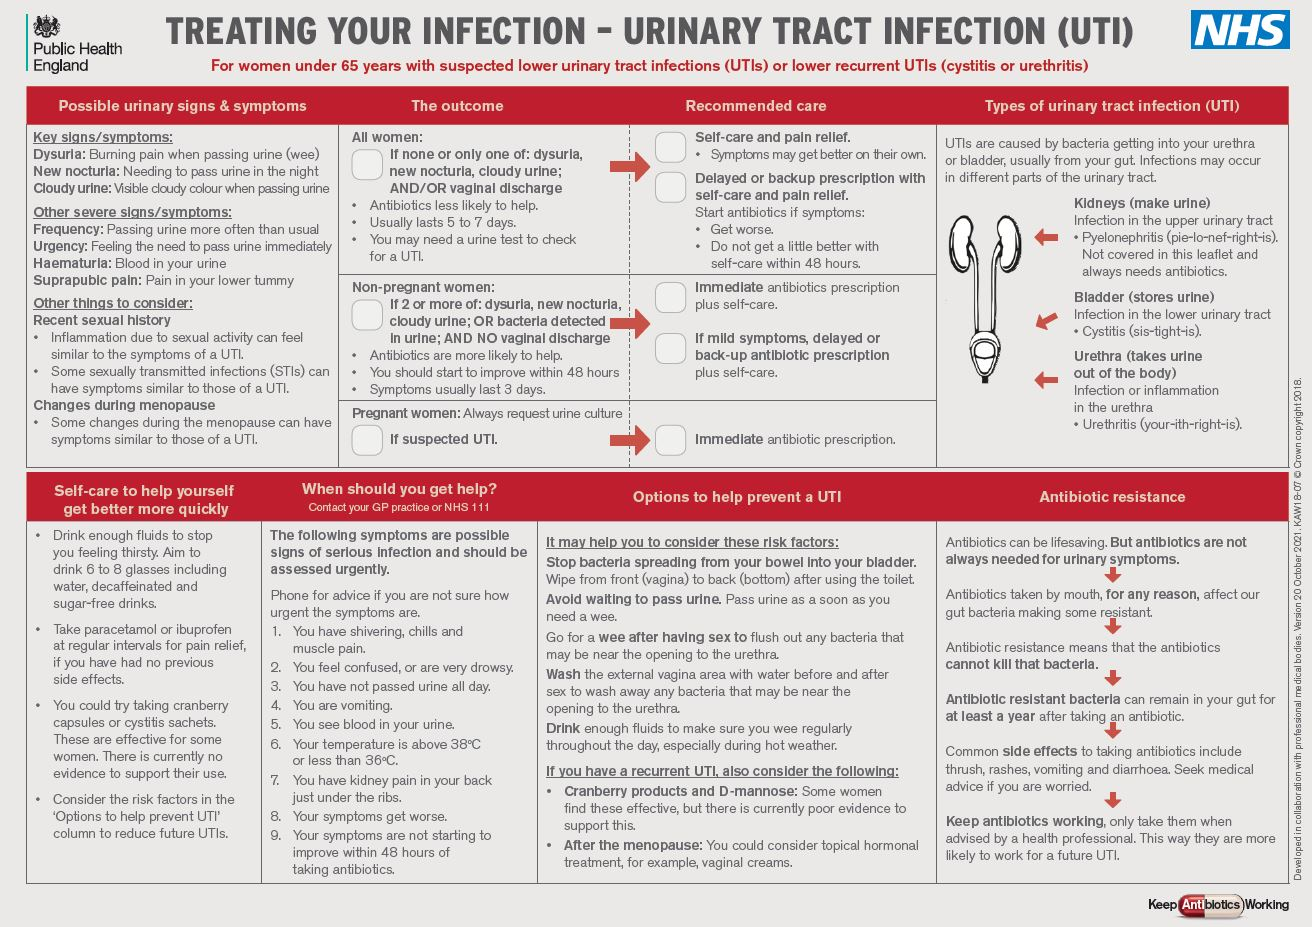 Public Health
England
TREATING YOUR INFECTION – URINARY TRACT INFECTION (UTI)
For women under 65 years with suspected lower urinary tract infections (UTIs) or lower recurrent UTIs (cystitis or urethritis)
NHS
Possible urinary signs & symptoms
Key signs/symptoms:
Dysuria: Burning pain when passing urine (wee)
New nocturia: Needing to pass urine in the night
Cloudy urine: Visible cloudy colour when passing urine
Other severe signs/symptoms:
Frequency: Passing urine more often than usual
Urgency: Feeling the need to pass urine immediately
Haematuria: Blood in your urine
Suprapubic pain: Pain in your lower tummy
Other things to consider:
Recent sexual history
• Inflammation due to sexual activity can feel
similar to the symptoms of a UTI.
• Some sexually transmitted infections (STIs) can
have symptoms similar to those of a UTI.
Changes during menopause
• Some changes during the menopause can have
symptoms similar to those of a UTI.
The outcome
Recommended care
All women:
If none or only one of: dysuria,
new nocturia, cloudy urine;
AND/OR vaginal discharge
• Antibiotics less likely to help.
• Usually lasts 5 to 7 days.
• You may need a urine test to check
for a UTI.
Self-care and pain relief.
• Symptoms may get better on their own.
Delayed or backup prescription with
self-care and pain relief.
Start antibiotics if symptoms:
• Get worse.
• Do not get a little better with
self-care within 48 hours.
Non-pregnant women:
If 2 or more of: dysuria, new nocturia,
cloudy urine; OR bacteria detected
in urine; AND NO vaginal discharge
• Antibiotics are more likely to help.
• You should start to improve within 48 hours
• Symptoms usually last 3 days.
Immediate antibiotics prescription
plus self-care.
If mild symptoms, delayed or
back-up antibiotic prescription
plus self-care.
Pregnant women: Always request urine culture
If suspected UTI.
Immediate antibiotic prescription.
Types of urinary tract infection (UTI)
UTIs are caused by bacteria getting into your urethra
or bladder, usually from your gut. Infections may occur
in different parts of the urinary tract.
Kidneys (make urine)
Infection in the upper urinary tract
• Pyelonephritis (pie-lo-nef-right-is).
Not covered in this leaflet and
always needs antibiotics.
Bladder (stores urine)
Infection in the lower urinary tract
• Cystitis (sis-tight-is).
Urethra (takes urine
out of the body)
Infection or inflammation
in the urethra
• Urethritis (your-ith-right-is).
Self-care to help yourself
get better more quickly
• Drink enough fluids to stop
you feeling thirsty. Aim to
drink 6 to 8 glasses including
water, decaffeinated and
sugar-free drinks.
• Take paracetamol or ibuprofen
at regular intervals for pain relief,
if you have had no previous
side effects.
• You could try taking cranberry
capsules or cystitis sachets.
These are effective for some
women. There is currently no
evidence to support their use.
• Consider the risk factors in the
‘Options to help prevent UTI’
column to reduce future UTIs.
When should you get help?
Contact your GP practice or NHS 111
The following symptoms are possible
signs of serious infection and should be
assessed urgently.
Phone for advice if you are not sure how
urgent the symptoms are.
1. You have shivering, chills and
muscle pain.
2. You feel confused, or are very drowsy.
3. You have not passed urine all day.
4. You are vomiting.
5. You see blood in your urine.
6. Your temperature is above 38ºC
or less than 36ºC.
7. You have kidney pain in your back
just under the ribs.
8. Your symptoms get worse.
9. Your symptoms are not starting to
improve within 48 hours of
taking antibiotics.
Options to help prevent a UTI
It may help you to consider these risk factors:
Stop bacteria spreading from your bowel into your bladder.
Wipe from front (vagina) to back (bottom) after using the toilet.
Avoid waiting to pass urine. Pass urine as a soon as you
need a wee.
Go for a wee after having sex to flush out any bacteria that
may be near the opening to the urethra.
Wash the external vagina area with water before and after
sex to wash away any bacteria that may be near the
opening to the urethra.
Drink enough fluids to make sure you wee regularly
throughout the day, especially during hot weather.
If you have a recurrent UTI, also consider the following:
• Cranberry products and D-mannose: Some women
find these effective, but there is currently poor evidence to
support this.
• After the menopause: You could consider topical hormonal
treatment, for example, vaginal creams.
Antibiotic resistance
Antibiotics can be lifesaving. But antibiotics are not
always needed for urinary symptoms.
Antibiotics taken by mouth, for any reason, affect our
gut bacteria making some resistant.
Antibiotic resistance means that the antibiotics
cannot kill that bacteria.
Antibiotic resistant bacteria can remain in your gut for
at least a year after taking an antibiotic.
Common side effects to taking antibiotics include
thrush, rashes, vomiting and diarrhoea. Seek medical
advice if you are worried.
Keep antibiotics working, only take them when
advised by a health professional. This way they are more
likely to work for a future UTI.
Developed in collaboration with professional medical bodies. Version 20 October 2021. KAW18-07 © Crown copyright 2018.
Keep Antibiotics Working